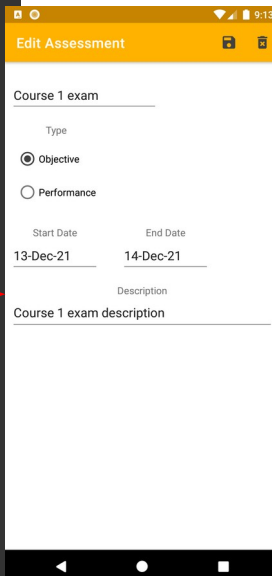 9:13
Edit Assessment
Course 1 exam
Type
Objective
Performance
Start Date End Date
13-Dec-21 14-Dec-21
Description
Course 1 exam description